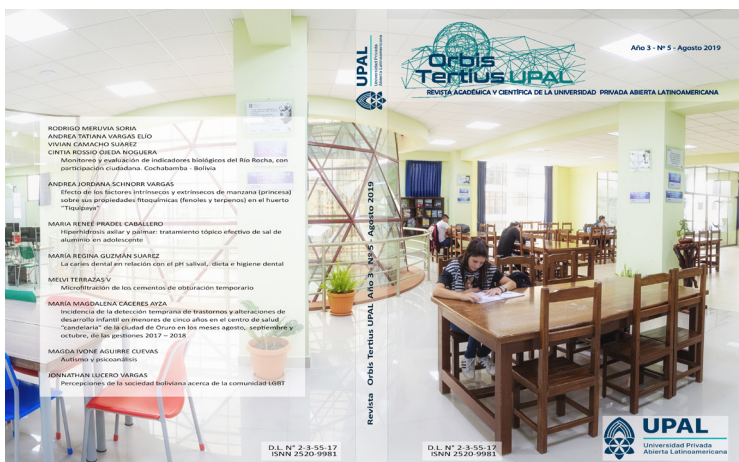 RODRIGO MERUVIA SORIA
ANDREA TATIANA VARGAS ELÍO
VIVIAN CAMACHO SUAREZ
CINTIA ROSSIO OJEDA NOGUERA
Monitoreo y evaluación de indicadores biológicos del Río Rocha, con
participación ciudadana. Cochabamba - Bolivia
ANDREA JORDANA SCHNORR VARGAS
Efecto de los factores intrínsecos y extrínsecos de manzana (princesa)
sobre sus propiedades fitoquímicas (fenoles y terpenos) en el huerto
"Tiquipaya"
MARIA RENEÉ PRADEL CABALLERO
Hiperhidrosis axilar y palmar: tratamiento tópico efectivo de sal de
aluminio en adolescente
MARÍA REGINA GUZMÁN SUAREZ
La caries dental en relación con el pH salival, dieta e higiene dental
MELVI TERRAZAS V
Microfiltración de los cementos de obturación temporario
MARÍA MAGDALENA CÁCERES AYZA
Incidencia de la detección temprana de trastornos y alteraciones de
desarrollo infantil en menores de cinco años en el centro de salud
"candelaria" de la ciudad de Oruro en los meses agosto, septiembre y
octubre, de las gestiones 2017 – 2018
MAGDA IVONE AGUIRRE CUEVAS
Autismo y psicoanálisis
JONNATHAN LUCERO VARGAS
Percepciones de la sociedad boliviana acerca de la comunidad LGBT
D.L. N° 2-3-55-17
ISNN 2520-9981
UPAL
Universidad Privada
Abierta Latinoamericana
Revista Orbis Tertius UPAL Año 3 - Nº 5 - Agosto 2019
Año 3 - Nº 5 - Agosto 2019
Orbis
Tertius UPAL
REVISTA ACADÉMICA Y CIENTÍFICA DE LA UNIVERSIDAD PRIVADA ABIERTA LATINOAMERICANA
D.L. N° 2-3-55-17
ISNN 2520-9981
UPAL
Universidad Privada
Abierta Latinoamericana